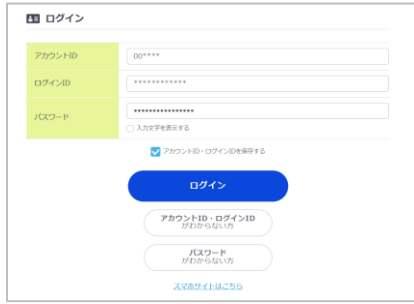 ログイン
アカウントID
00****
ログインID
************
パスワード
****************
入力文字を表示する
アカウントID・ログインIDを保存する
ログイン
アカウントID・ログインID
がわからない方
パスワード
がわからない方
スマホサイトはこちら